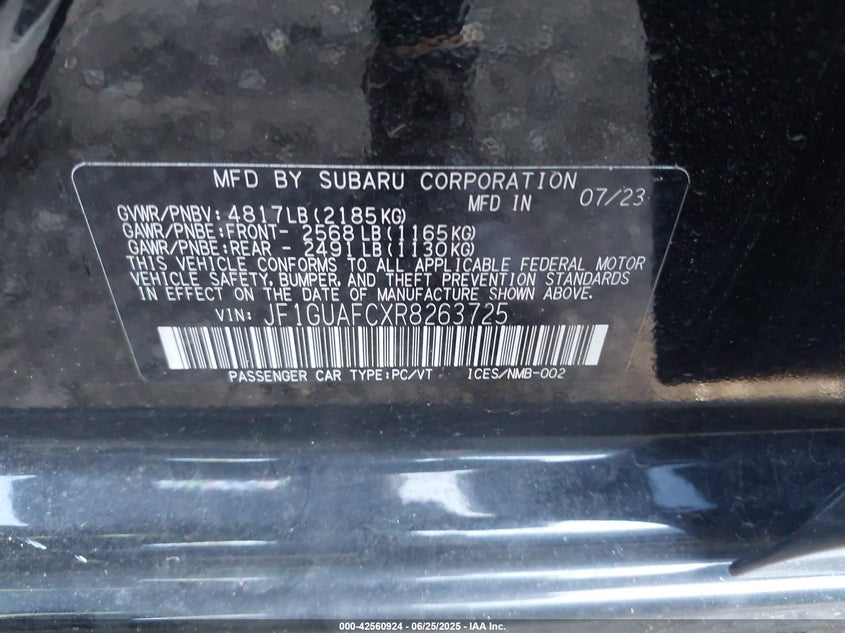 MFD BY SUBARU CORPORATION
MFD IN 07/23
GVWR/PNBV: 4817LB(2185KG)
GAWR/PNBE:FRONT- 2568LB(1165KG)
GAWR/PNBE:REAR - 2491LB(1130KG)
THIS VEHICLE CONFORMS TO ALL APPLICABLE FEDERAL MOTOR
VEHICLE SAFETY, BUMPER, AND THEFT PREVENTION STANDARDS
IN EFFECT ON THE DATE OF MANUFACTURE SHOWN ABOVE.
VIN: JF1GUAFCXR8263725
PASSENGER CAR TYPE:PC/VT ICES/NMB-002
000-42560924 - 06/25/2025 - IAA Inc.